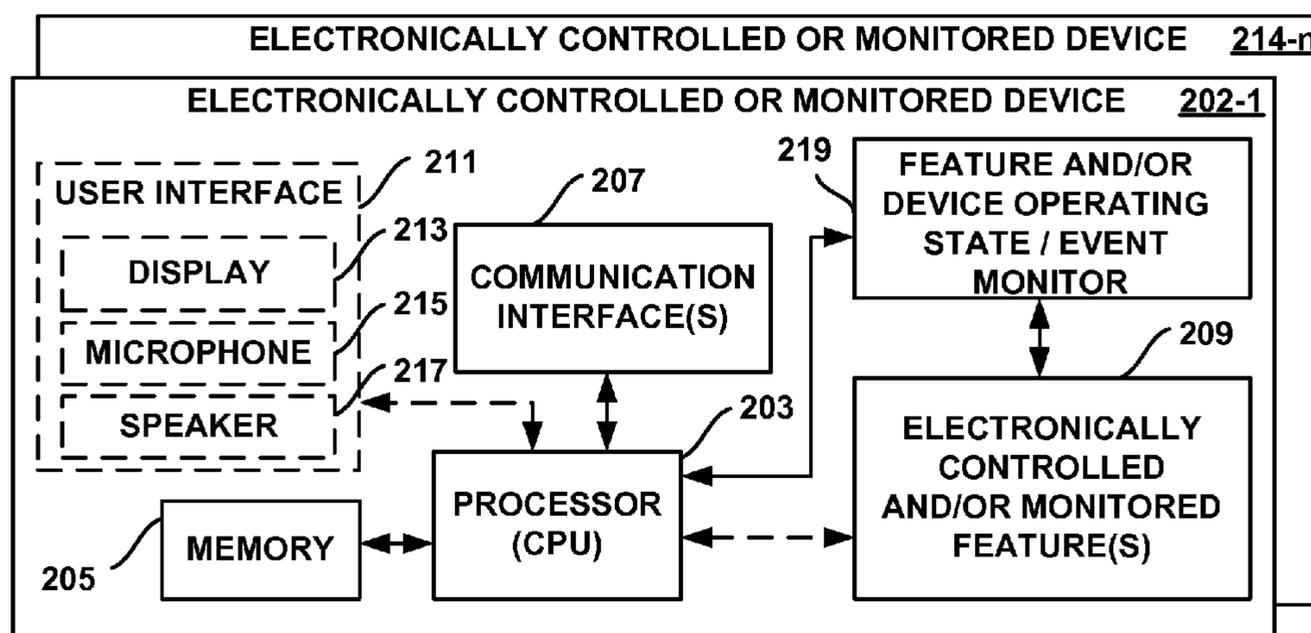 ELECTRONICALLY CONTROLLED OR MONITORED DEVICE 214-n
ELECTRONICALLY CONTROLLED OR MONITORED DEVICE 202-1
USER INTERFACE
211
DISPLAY
213
MICROPHONE
215
SPEAKER
217
207
COMMUNICATION
INTERFACE(S)
219
FEATURE AND/OR
DEVICE OPERATING
STATE / EVENT
MONITOR
209
ELECTRONICALLY
CONTROLLED
AND/OR MONITORED
FEATURE(S)
203
PROCESSOR
(CPU)
MEMORY
205